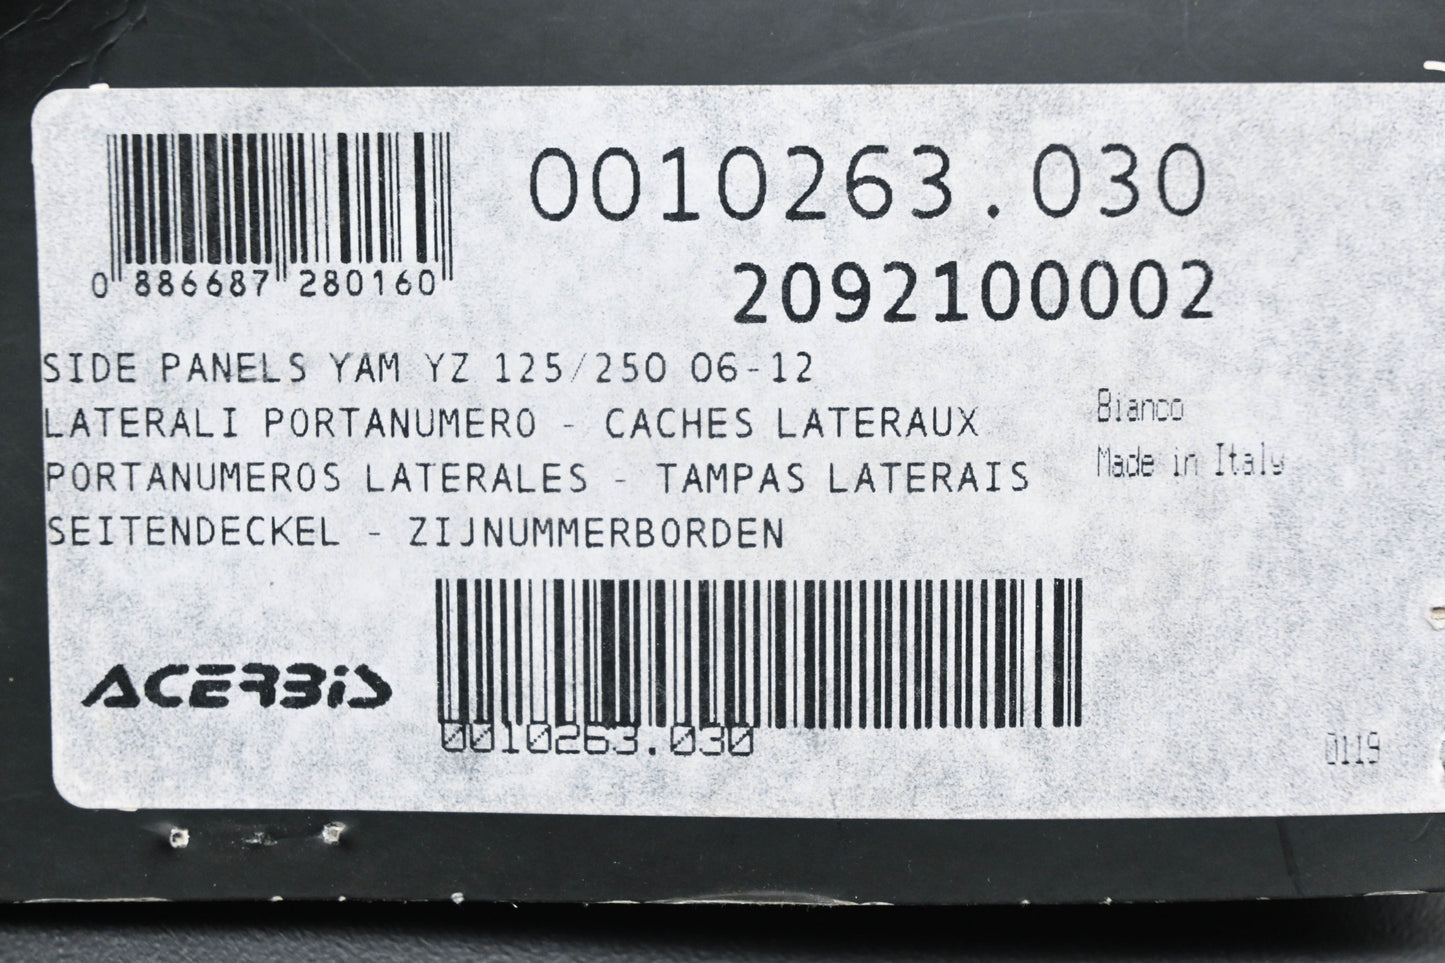 0010263.030
0 886687 280160
2092100002
SIDE PANELS YAM YZ 125/250 06-12
LATERALI PORTANUMERO - CACHES LATERAUX
PORTANUMEROS LATERALES - TAMPAS LATERAIS
SEITENDECKEL - ZIJNUMMERBORDEN
Bianco
Made in Italy
ACERBiS
0010263.030
0119